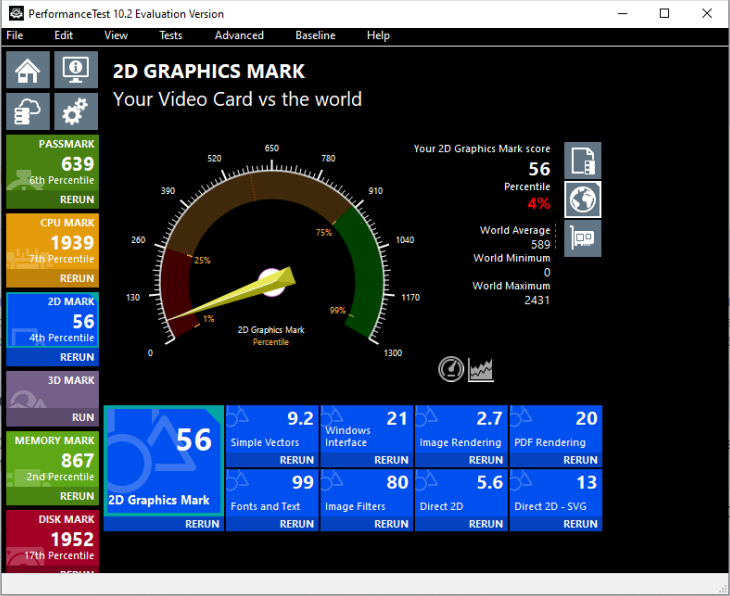 PerformanceTest 10.2 Evaluation Version
File Edit View Tests Advanced Baseline Help
2D GRAPHICS MARK
Your Video Card vs the world
PASSMARK
639
6th Percentile
RERUN
CPU MARK
1939
7th Percentile
RERUN
2D MARK
56
4th Percentile
RERUN
3D MARK
RUN
MEMORY MARK
867
2nd Percentile
RERUN
DISK MARK
1952
17th Percentile
RERUN
0
130
260
390
520
650
780
910
1040
1170
1300
1%
25%
75%
99%
2D Graphics Mark
Percentile
Your 2D Graphics Mark score
56
Percentile
4%
World Average
589
World Minimum
0
World Maximum
2431
56
2D Graphics Mark
RERUN
9.2
Simple Vectors
RERUN
21
Windows
Interface
RERUN
2.7
Image Rendering
RERUN
20
PDF Rendering
RERUN
99
Fonts and Text
RERUN
80
Image Filters
RERUN
5.6
Direct 2D
RERUN
13
Direct 2D - SVG
RERUN